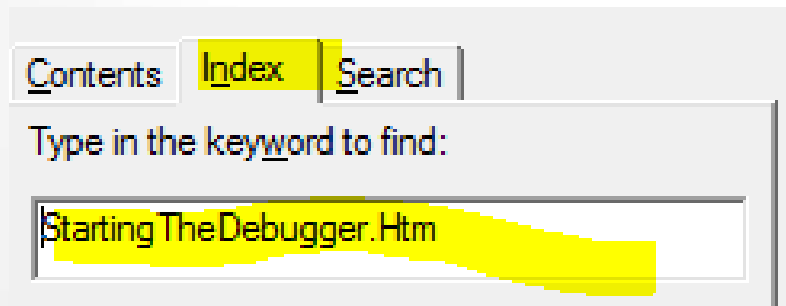 Contents Index Search
Type in the keyword to find:
StartingTheDebugger.Htm